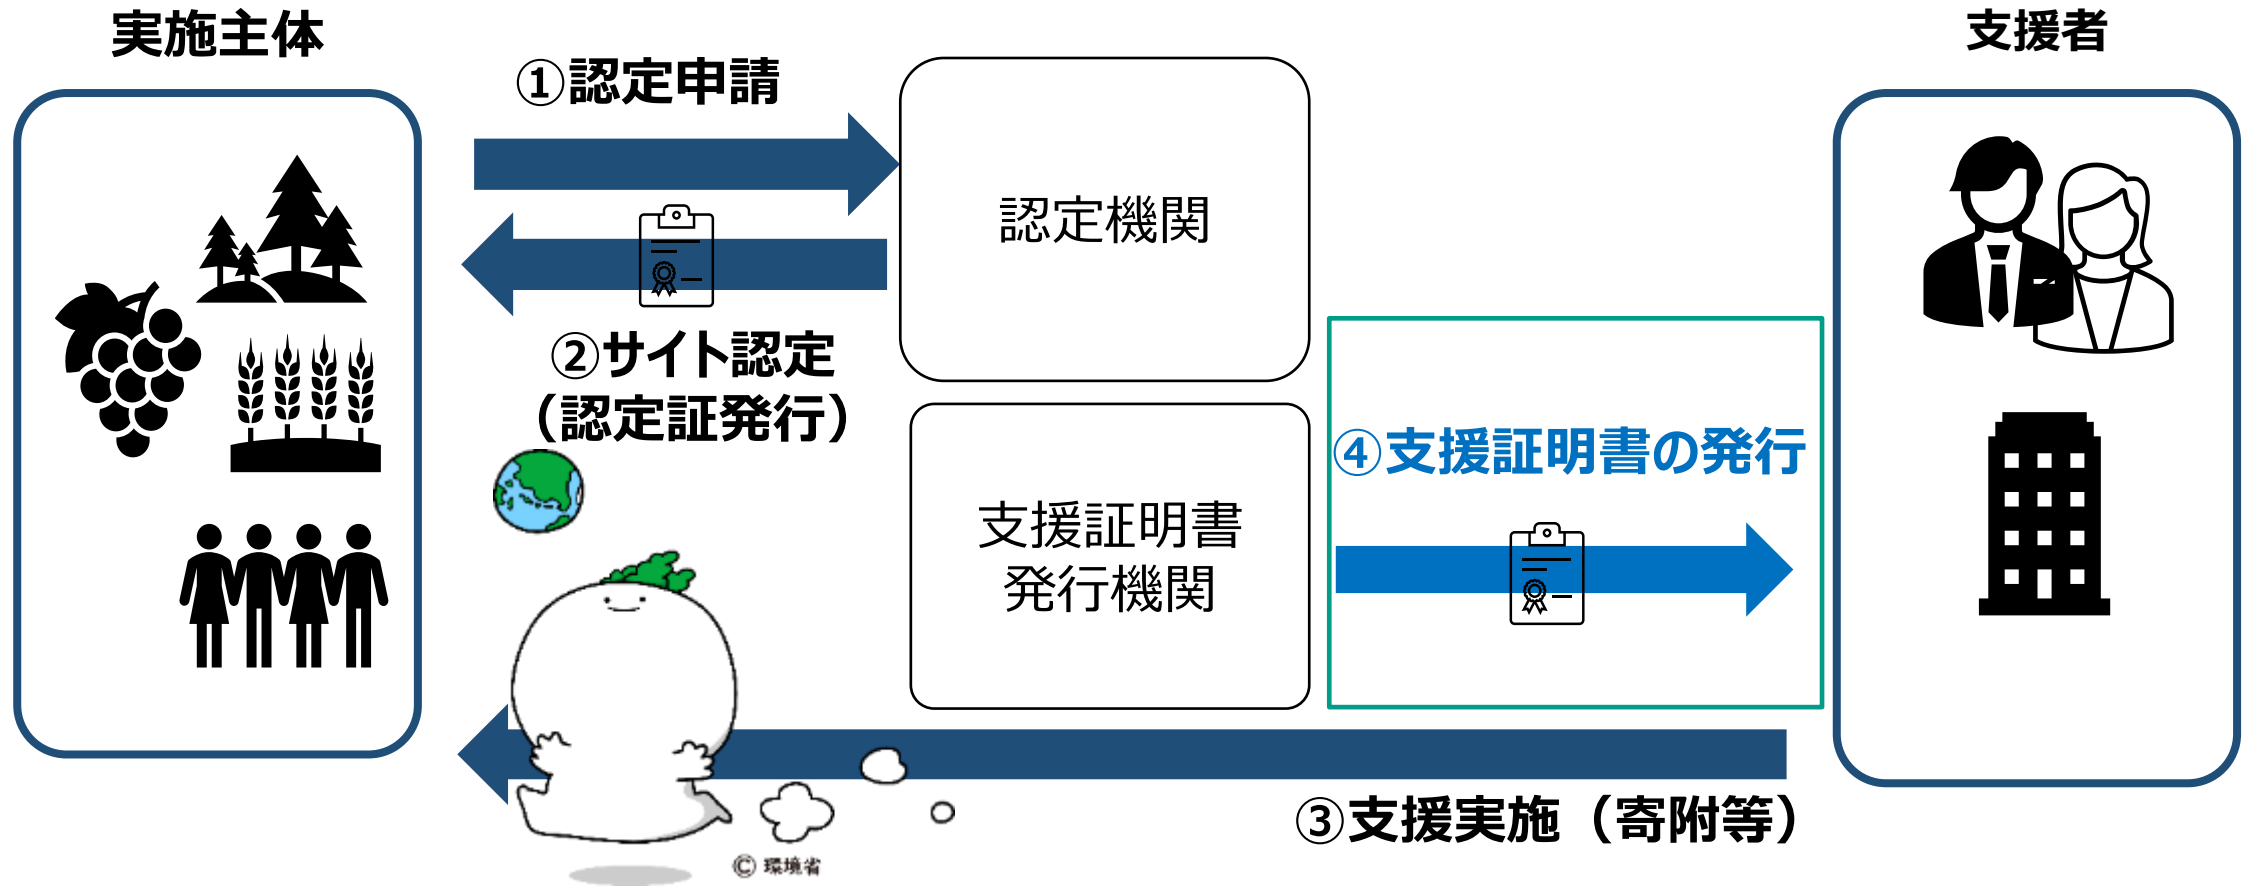 実施主体
支援者
①認定申請
認定機関
②サイト認定
（認定証発行）
④支援証明書の発行
支援証明書
発行機関
③支援実施（寄附等）
© 環境省